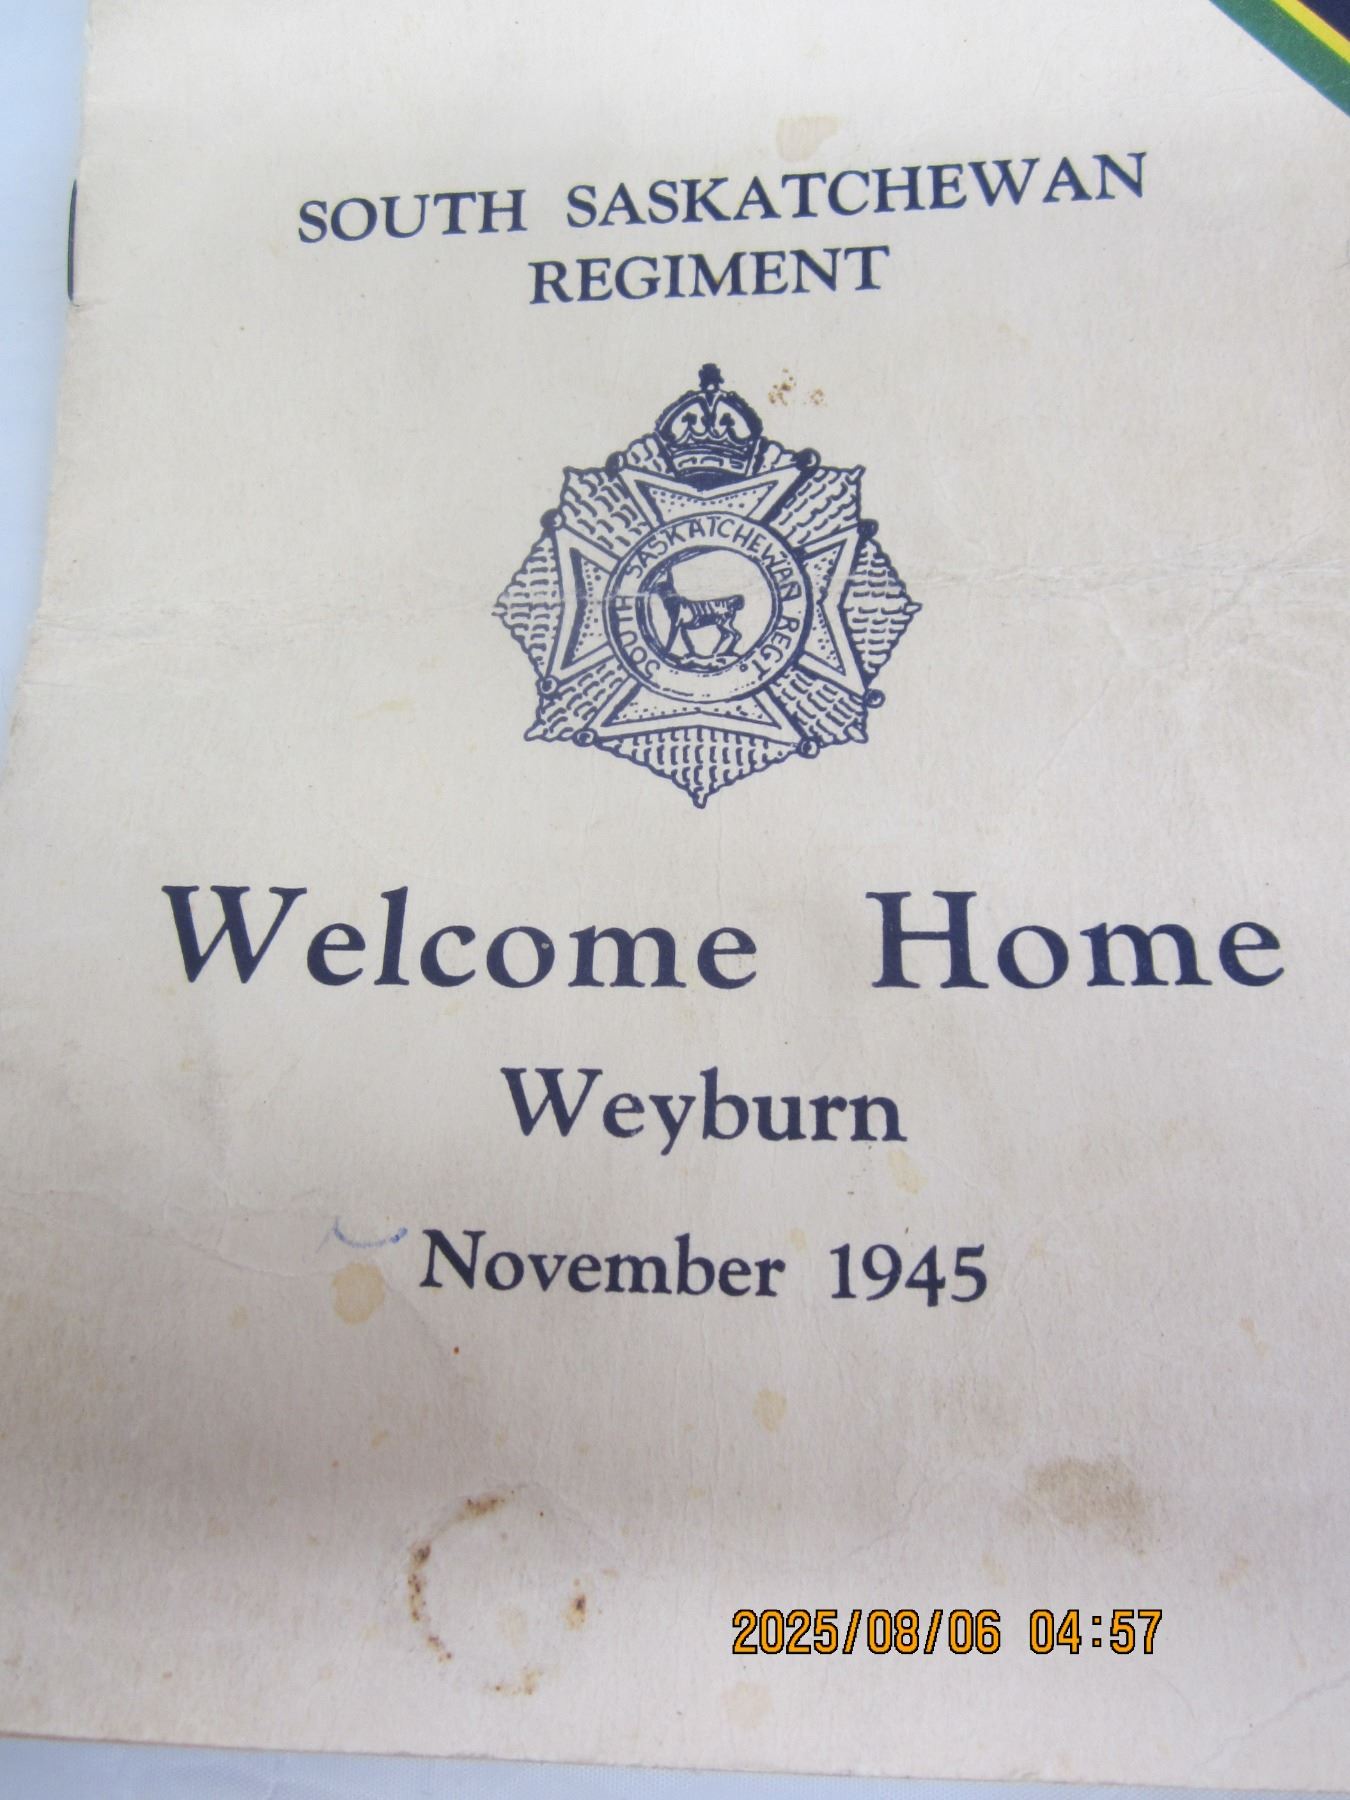 SOUTH SASKATCHEWAN
REGIMENT
SOUTH SASKATCHEWAN REGT.
Welcome Home
Weyburn
November 1945
2025/08/06 04:57